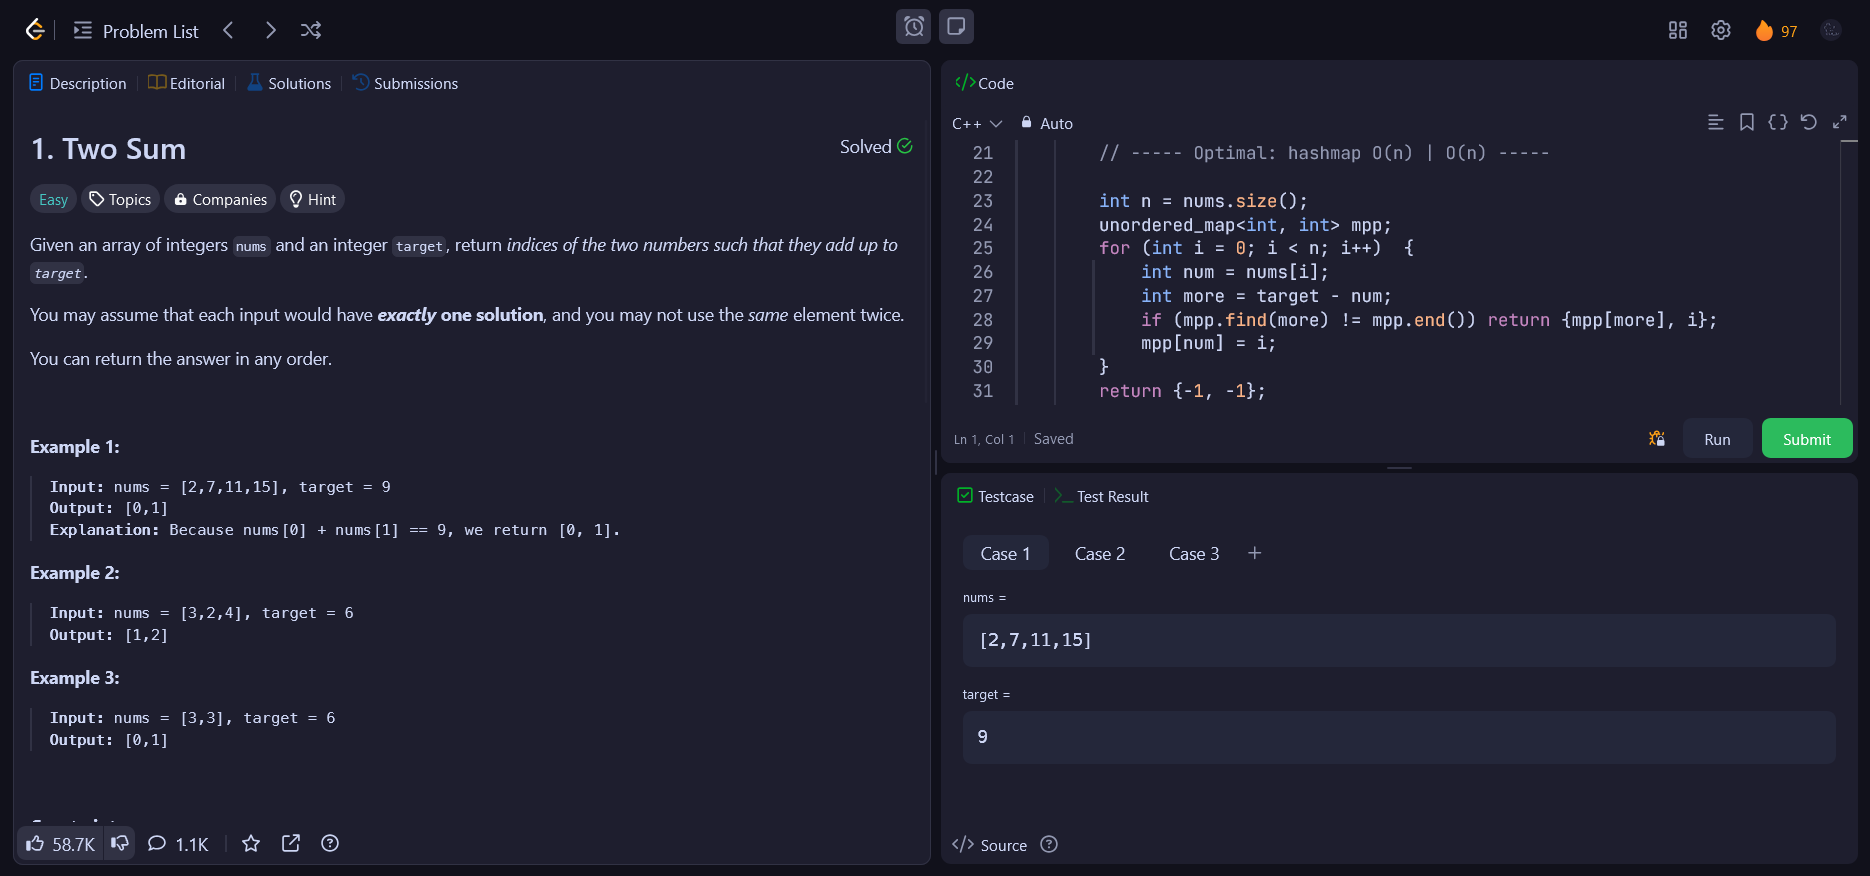 Problem List
97
Description
Editorial
Solutions
Submissions
1. Two Sum
Solved
Easy
Topics
Companies
Hint
Given an array of integers nums and an integer target, return indices of the two numbers such that they add up to
target.
You may assume that each input would have exactly one solution, and you may not use the same element twice.
You can return the answer in any order.
Example 1:
Input: nums = [2,7,11,15], target = 9
Output: [0,1]
Explanation: Because nums[0] + nums[1] == 9, we return [0, 1].
Example 2:
Input: nums = [3,2,4], target = 6
Output: [1,2]
Example 3:
Input: nums = [3,3], target = 6
Output: [0,1]
58.7K
1.1K
</> Code
C++
Auto
21 // ----- Optimal: hashmap O(n) | O(n) -----
22
23 int n = nums.size();
24 unordered_map<int, int> mpp;
25 for (int i = 0; i < n; i++)  {
26 int num = nums[i];
27 int more = target - num;
28 if (mpp.find(more) != mpp.end()) return {mpp[more], i};
29 mpp[num] = i;
30 }
31 return {-1, -1};
Ln 1, Col 1
Saved
Run
Submit
Testcase
Test Result
Case 1
Case 2
Case 3
+
nums =
[2,7,11,15]
target =
9
</> Source